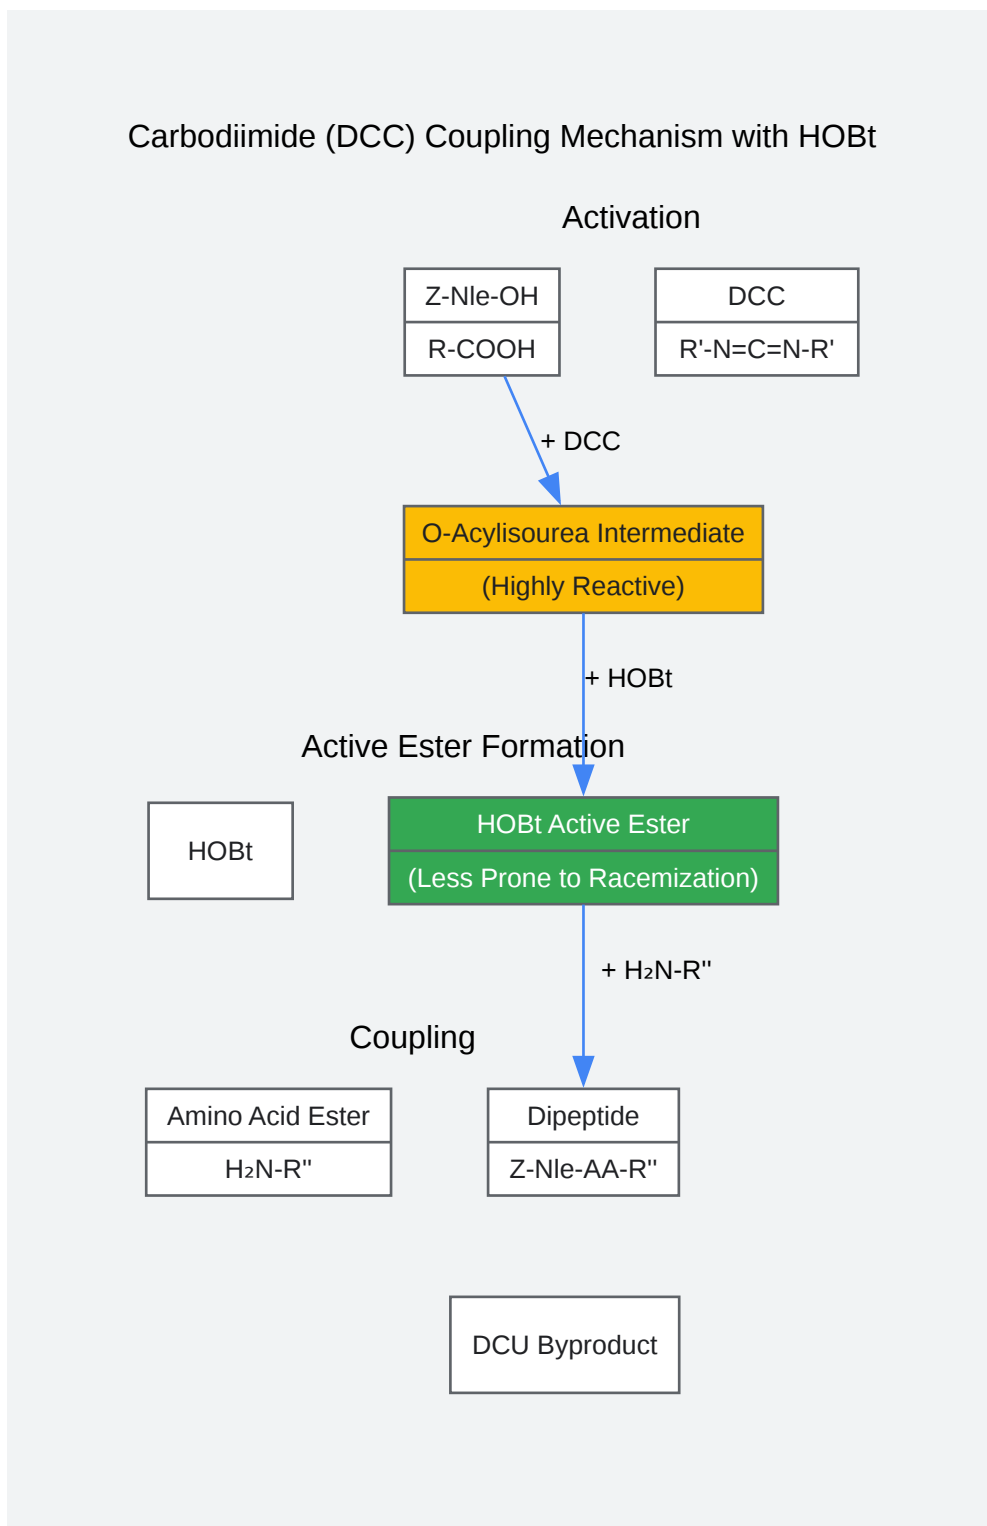 Carbodiimide (DCC) Coupling Mechanism with HOBt
Activation
Z-Nle-OH
R-COOH
DCC
R'-N=C=N-R'
+ DCC
O-Acylisourea Intermediate
(Highly Reactive)
+ HOBt
Active Ester Formation
HOBt
HOBt Active Ester
(Less Prone to Racemization)
+ H₂N-R''
Coupling
Amino Acid Ester
H₂N-R''
Dipeptide
Z-Nle-AA-R''
DCU Byproduct